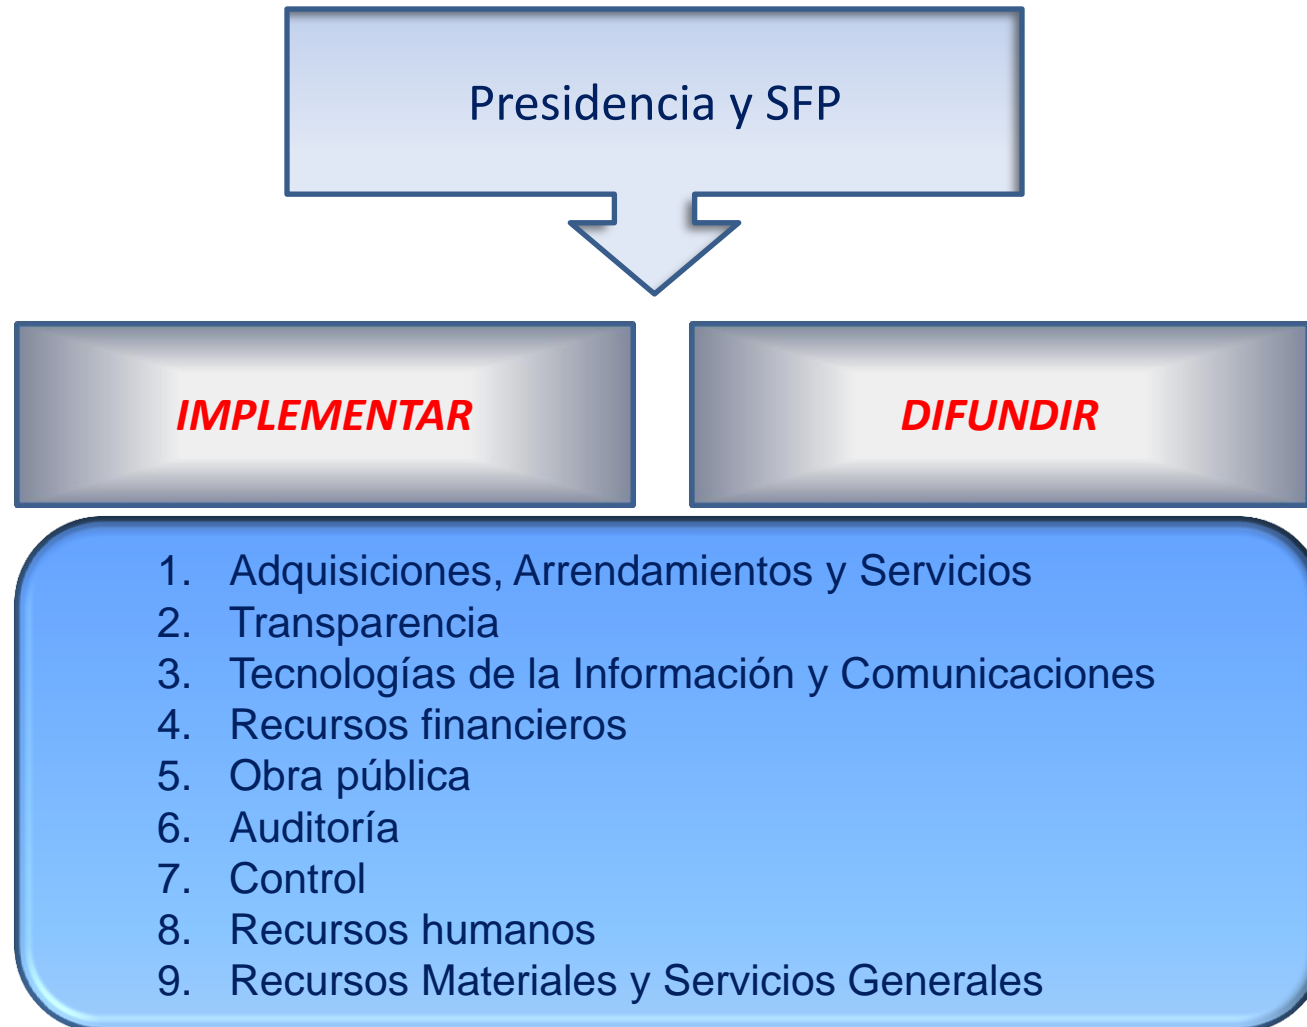 Presidencia y SFP
IMPLEMENTAR
DIFUNDIR
1. Adquisiciones, Arrendamientos y Servicios
2. Transparencia
3. Tecnologías de la Información y Comunicaciones
4. Recursos financieros
5. Obra pública
6. Auditoría
7. Control
8. Recursos humanos
9. Recursos Materiales y Servicios Generales